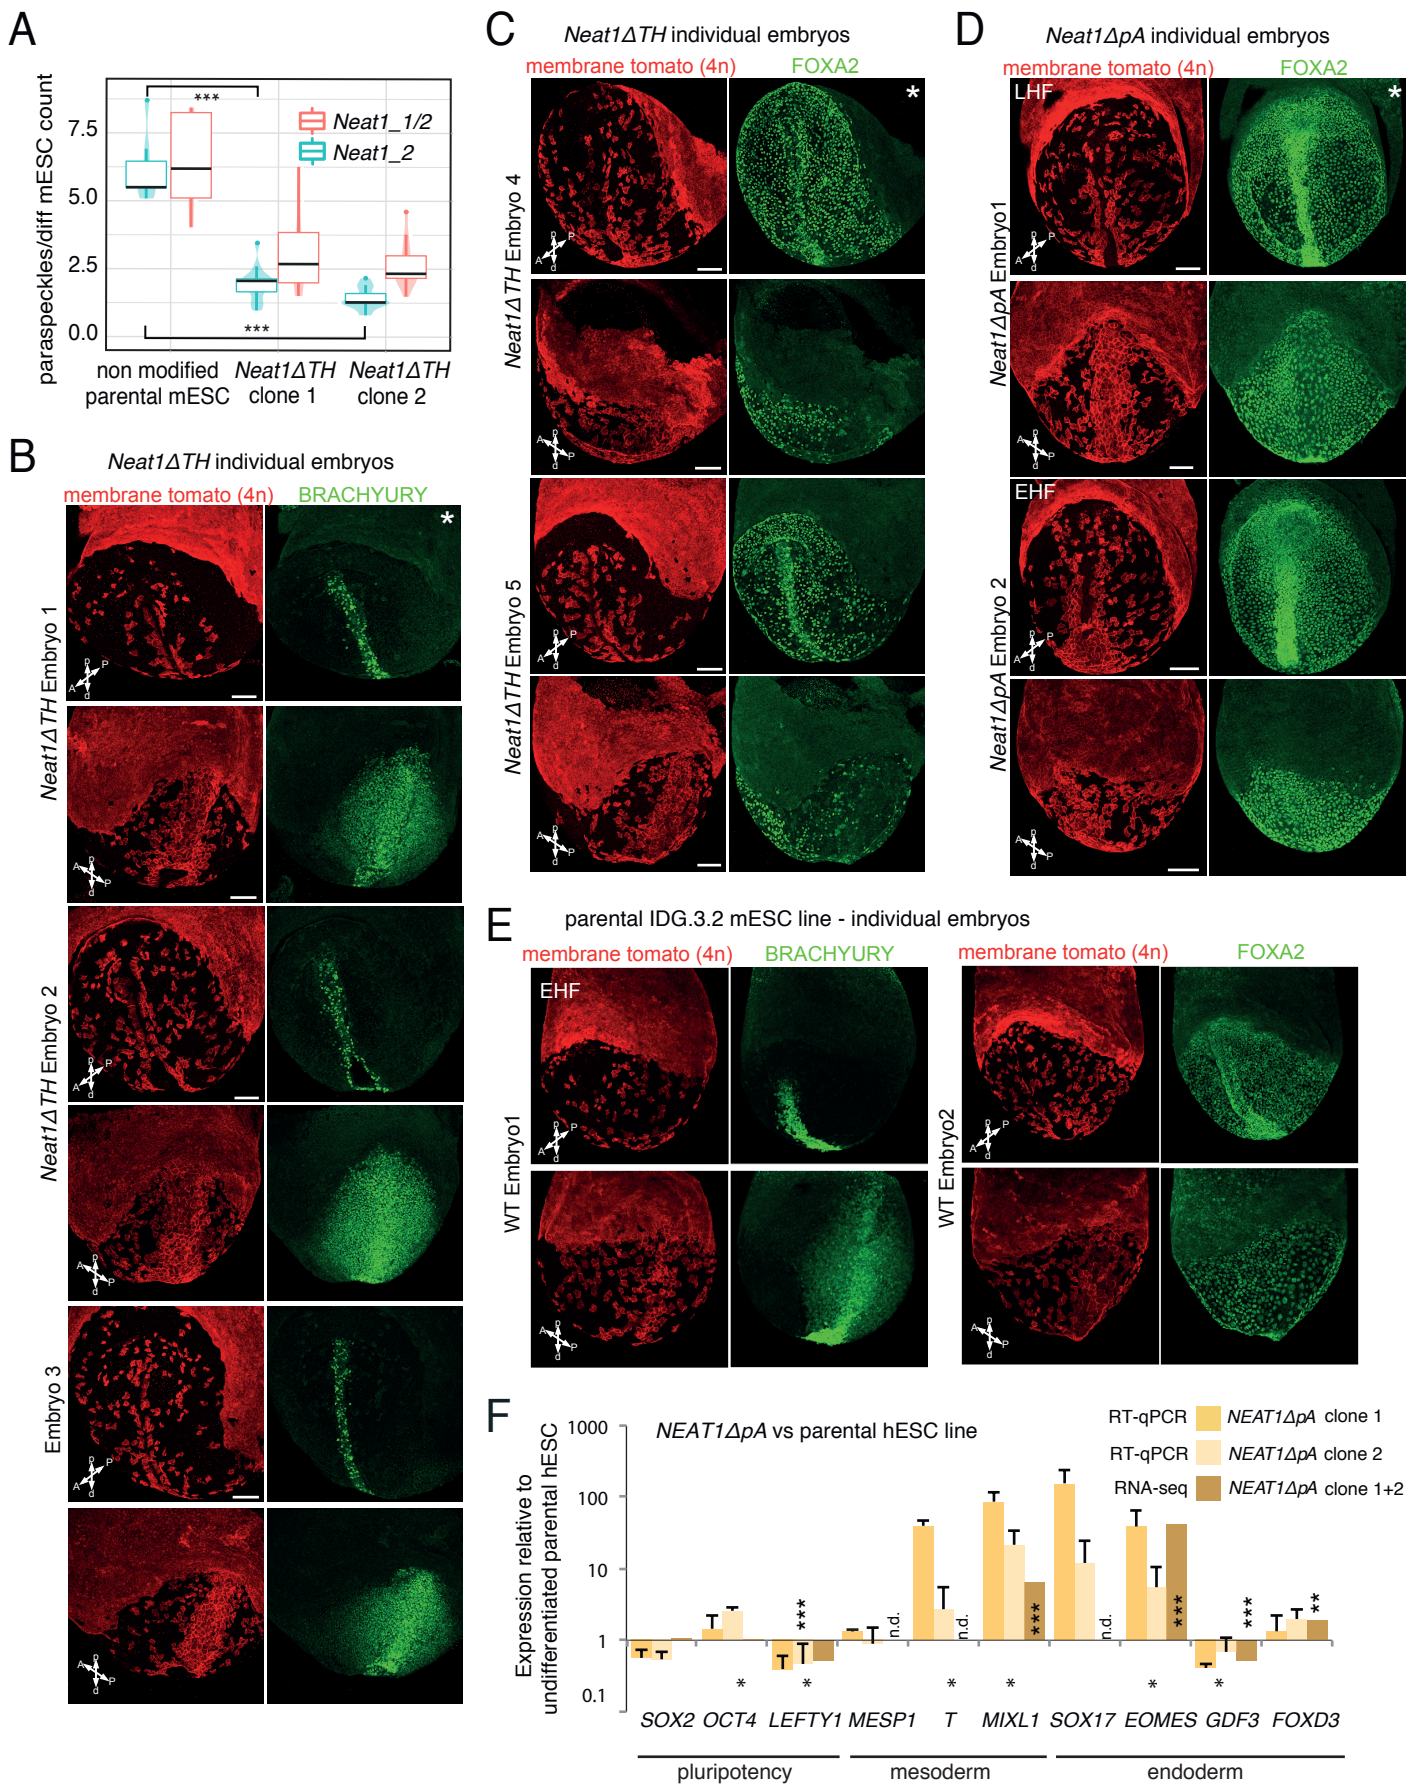 A
paraspeckles/diff mESC count
7.5
5.0
2.5
0.0
***
***
Neat1_1/2
Neat1_2
non modified parental mESC
Neat1ΔTH clone 1
Neat1ΔTH clone 2
B
Neat1ΔTH individual embryos
membrane tomato (4n) BRACHYURY
*
Neat1ΔTH Embryo 1
A P p d
A P p d
Neat1ΔTH Embryo 2
A P p d
A P p d
Embryo 3
A P p d
A P p d
C
Neat1ΔTH individual embryos
membrane tomato (4n) FOXA2
*
Neat1ΔTH Embryo 4
A P p d
A P p d
Neat1ΔTH Embryo 5
A P p d
A P p d
D
Neat1ΔpA individual embryos
membrane tomato (4n) FOXA2
LHF
*
Neat1ΔpA Embryo1
EHF
Neat1ΔpA Embryo 2
E
parental IDG.3.2 mESC line - individual embryos
membrane tomato (4n) BRACHYURY
membrane tomato (4n) FOXA2
EHF
WT Embryo1
A P p d
A P p d
WT Embryo2
A P p d
A P p d
F
NEAT1ΔpA vs parental hESC line
RT-qPCR NEAT1ΔpA clone 1
RT-qPCR NEAT1ΔpA clone 2
RNA-seq NEAT1ΔpA clone 1+2
Expression relative to
undifferentiated parental hESC
1000
100
10
1
0.1
*** n.d. n.d. *** n.d. *** *** **
* * * * * *
SOX2 OCT4 LEFTY1 MESP1 T MIXL1 SOX17 EOMES GDF3 FOXD3
pluripotency mesoderm endoderm